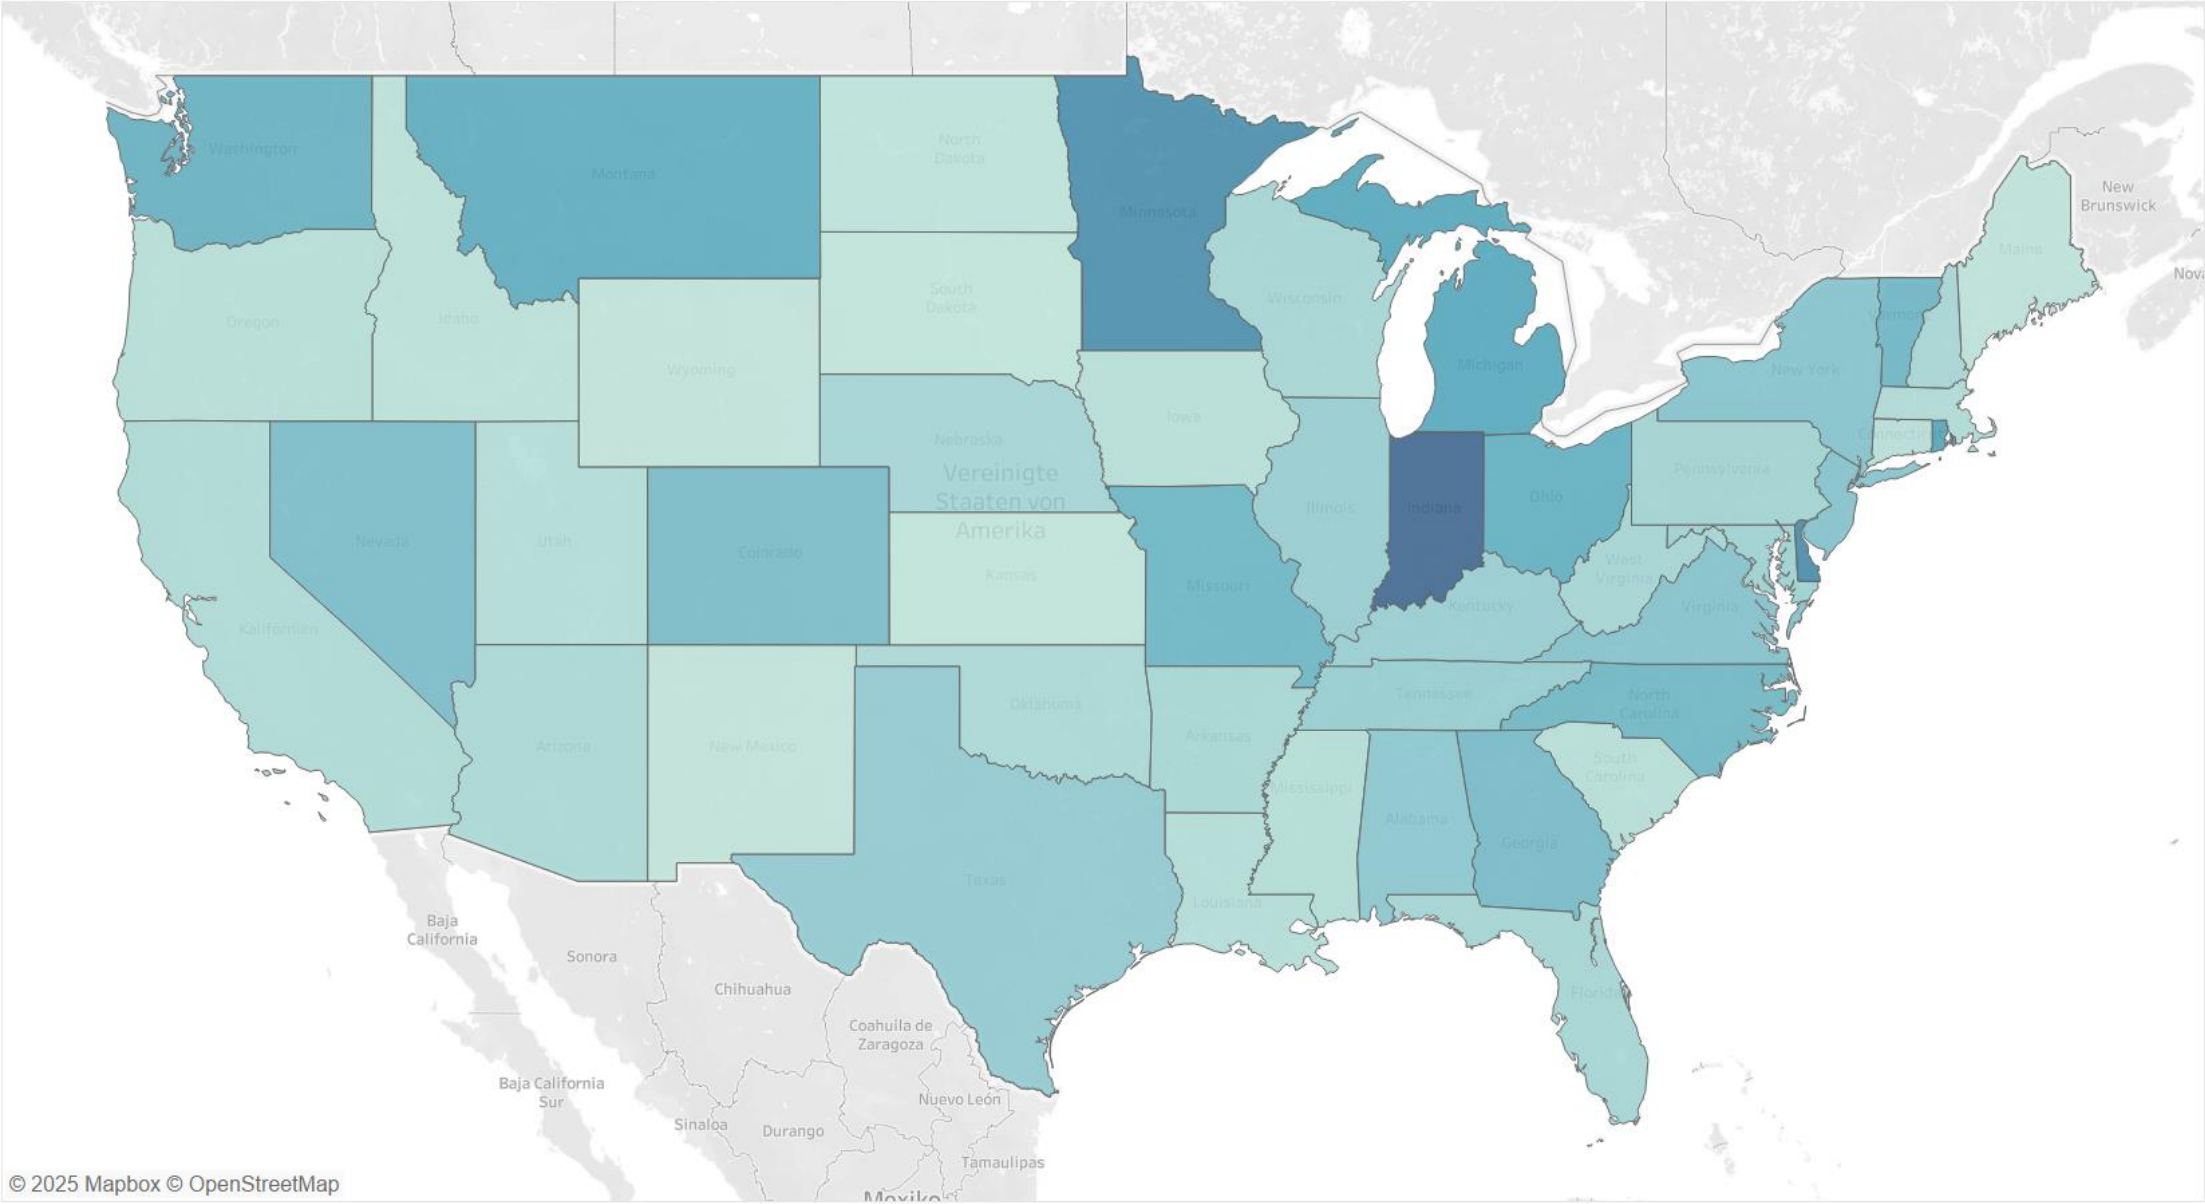 Washington
Montana
North
Dakota
Minnesota
New
Brunswick
Maine
Nova
South
Dakota
Wisconsin
Oregon
Idaho
Wyoming
Michigan
Vermont
New York
Iowa
Connecticut
Nebraska
Vereinigte
Staaten von
Amerika
Pennsylvania
Illinois
Indiana
Ohio
Nevada
Utah
Colorado
Kansas
Missouri
West
Virginia
Kentucky
Virginia
Kalifornien
Oklahoma
Tennessee
North
Carolina
Arizona
New Mexico
Arkansas
South
Carolina
Mississippi
Alabama
Georgia
Texas
Louisiana
Florida
Baja
California
Sonora
Chihuahua
Coahuila de
Zaragoza
Baja California
Sur
Nuevo León
Sinaloa
Durango
Tamaulipas
Mexiko
© 2025 Mapbox © OpenStreetMap